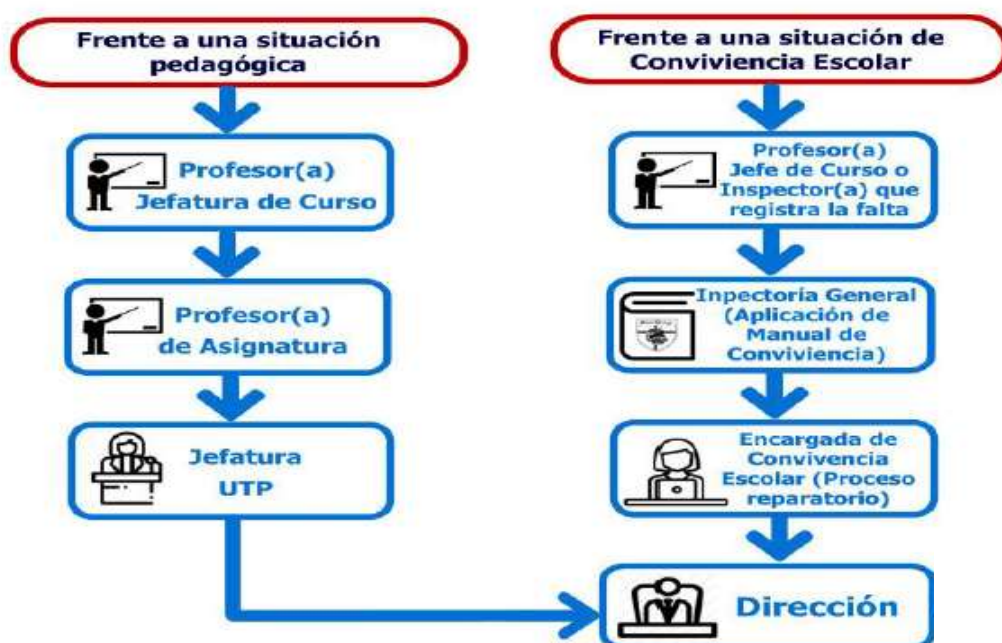 Frente a una situación
pedagógica
Profesor(a)
Jefatura de Curso
Profesor(a)
de Asignatura
Jefatura
UTP
Frente a una situación de
Conviviencia Escolar
Profesor(a)
Jefe de Curso o
Inspector(a) que
registra la falta
Inpectoría General
(Aplicación de
Manual de
Conviviencia)
Encargada de
Convivencia
Escolar (Proceso
reparatorio)
Dirección